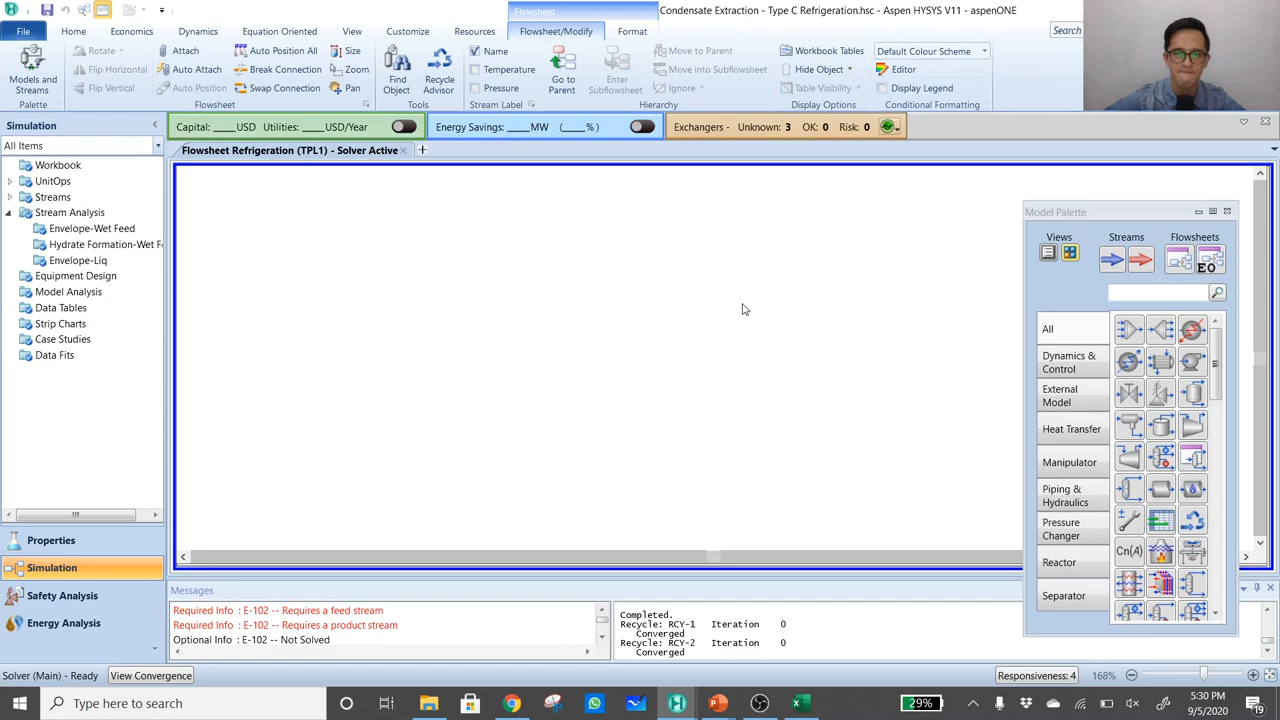 Flowsheet
Condensate Extraction - Type C Refrigeration.hsc - Aspen HYSYS V11 - aspenONE
File Home Economics Dynamics Equation Oriented View Customize Resources Flowsheet/Modify Format Search
Models and Streams
Palette
Rotate
Flip Horizontal
Flip Vertical
Attach
Auto Attach
Auto Position
Auto Position All
Break Connection
Swap Connection
Size
Zoom
Pan
Flowsheet
Find Object
Recycle Advisor
Tools
Name
Temperature
Pressure
Stream Label
Go to Parent
Enter Subflowsheet
Move to Parent
Move into Subflowsheet
Ignore
Hierarchy
Workbook Tables
Hide Object
Table Visibility
Display Options
Default Colour Scheme
Editor
Display Legend
Conditional Formatting
Simulation
Capital: ____USD Utilities: ____USD/Year
Energy Savings: ____MW (____%)
Exchangers - Unknown: 3 OK: 0 Risk: 0
All Items
Flowsheet Refrigeration (TPL1) - Solver Active
Workbook
UnitOps
Streams
Stream Analysis
Envelope-Wet Feed
Hydrate Formation-Wet F
Envelope-Liq
Equipment Design
Model Analysis
Data Tables
Strip Charts
Case Studies
Data Fits
Properties
Simulation
Safety Analysis
Energy Analysis
Model Palette
Views Streams Flowsheets
EO
All
Dynamics & Control
External Model
Heat Transfer
Manipulator
Piping & Hydraulics
Pressure Changer
Reactor
Separator
Cn(A)
Messages
Required Info : E-102 -- Requires a feed stream
Required Info : E-102 -- Requires a product stream
Optional Info : E-102 -- Not Solved
Completed.
Recycle: RCY-1 Iteration 0
Converged
Recycle: RCY-2 Iteration 0
Converged
Solver (Main) - Ready View Convergence Responsiveness: 4 168%
Type here to search
29%
5:30 PM
9/5/2020
19